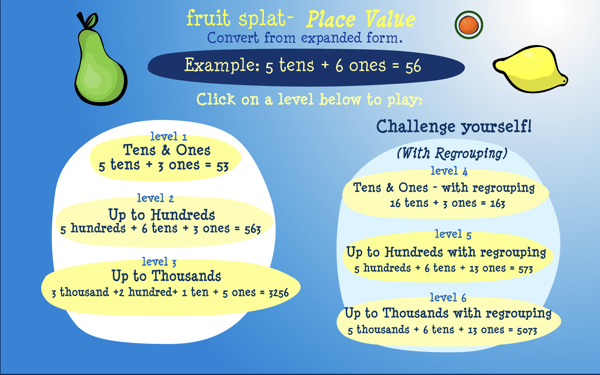 fruit splat- Place Value
Convert from expanded form.
Example: 5 tens + 6 ones = 56
Click on a level below to play:
level 1
Tens & Ones
5 tens + 3 ones = 53
level 2
Up to Hundreds
5 hundreds + 6 tens + 3 ones = 563
level 3
Up to Thousands
3 thousand +2 hundred+ 1 ten + 5 ones = 3256
Challenge yourself!
(With Regrouping)
level 4
Tens & Ones - with regrouping
16 tens + 3 ones = 163
level 5
Up to Hundreds with regrouping
5 hundreds + 6 tens + 13 ones = 573
level 6
Up to Thousands with regrouping
5 thousands + 6 tens + 13 ones = 5073